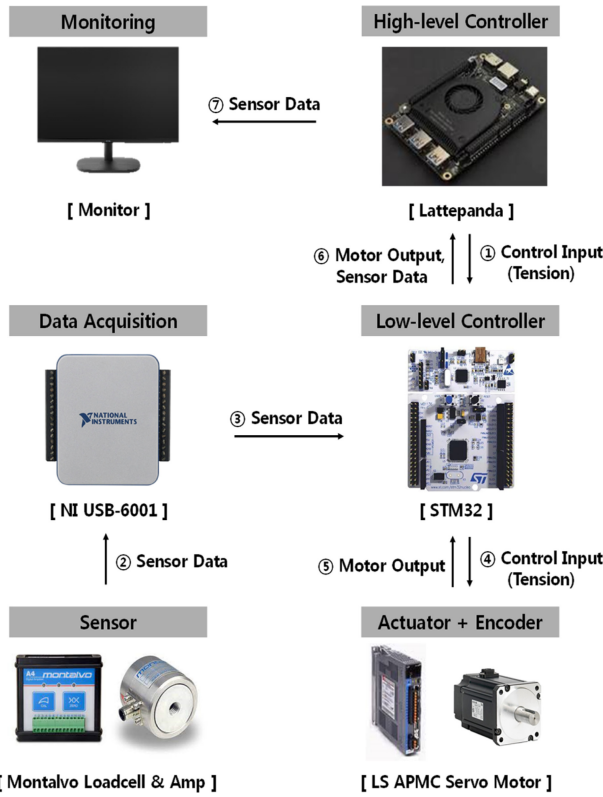 Monitoring
High-level Controller
⑦ Sensor Data
[ Monitor ]
[ Lattepanda ]
⑥ Motor Output,
Sensor Data
① Control Input
(Tension)
Data Acquisition
Low-level Controller
NATIONAL
INSTRUMENTS
③ Sensor Data
[ NI USB-6001 ]
[ STM32 ]
② Sensor Data
⑤ Motor Output
④ Control Input
(Tension)
Sensor
Actuator + Encoder
A4 montalvo
[ Montalvo Loadcell & Amp ]
[ LS APMC Servo Motor ]